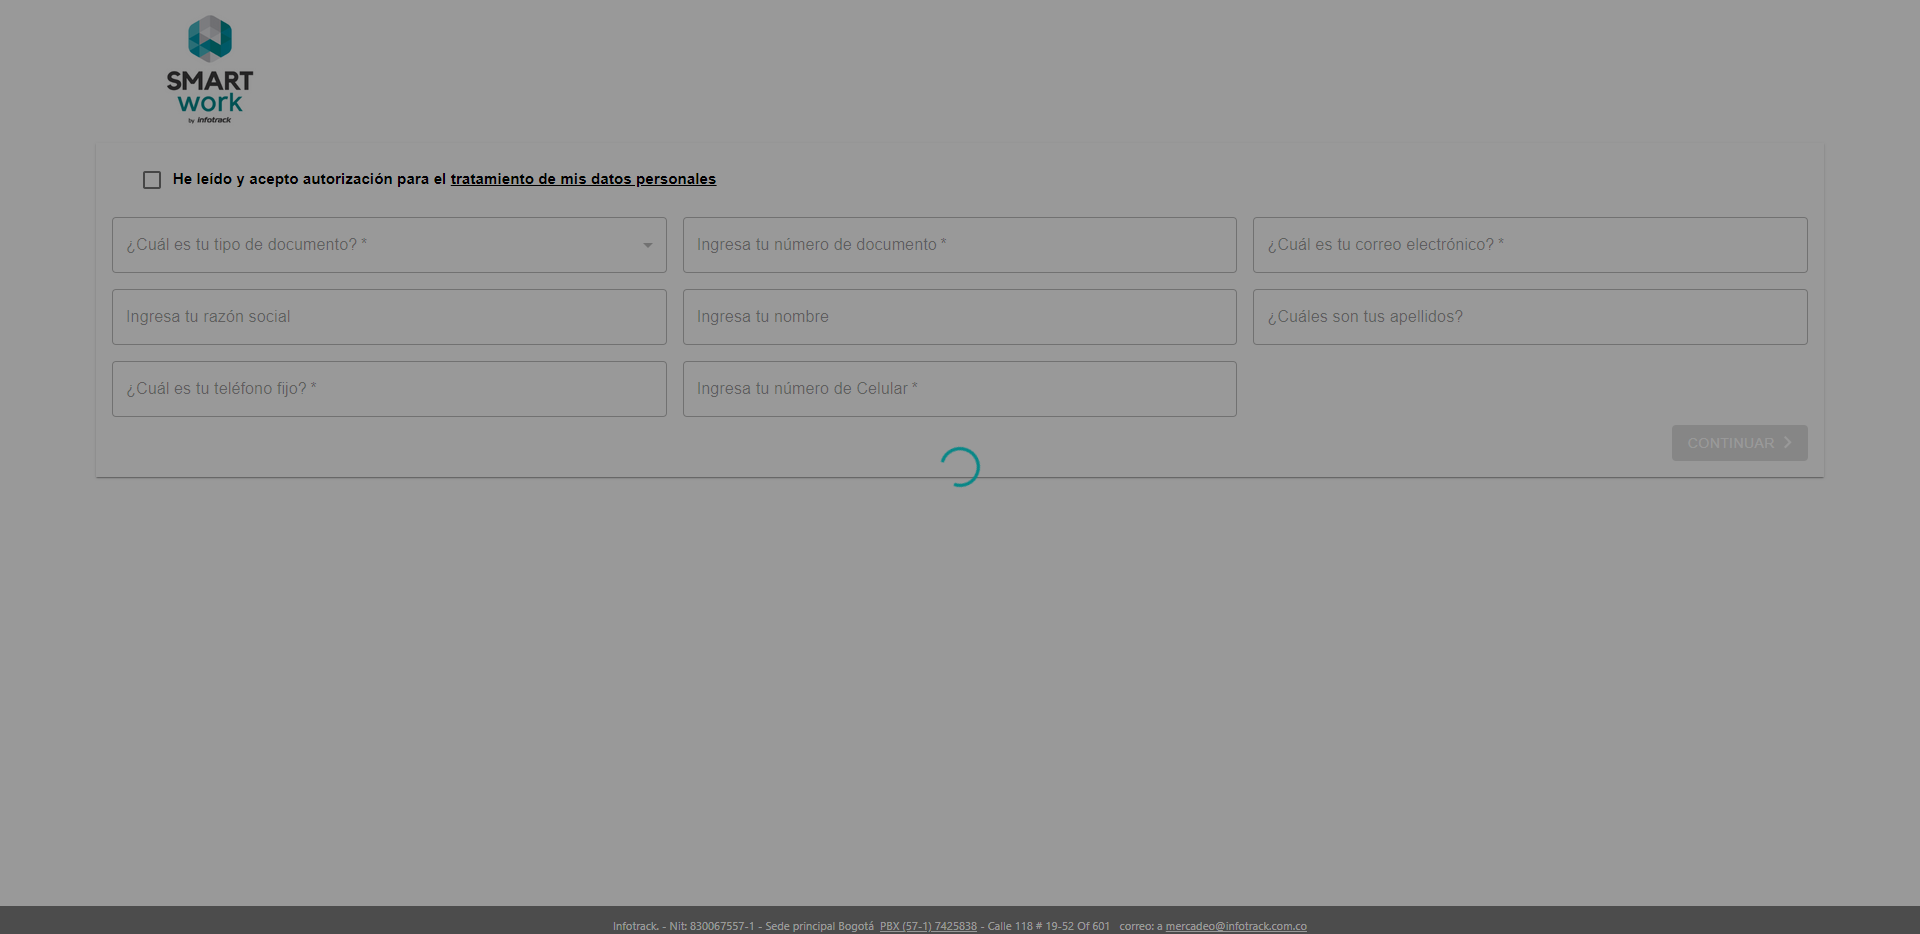 SMART
work
by infotrack
He leído y acepto autorización para el tratamiento de mis datos personales
¿Cuál es tu tipo de documento? *
Ingresa tu número de documento *
¿Cuál es tu correo electrónico? *
Ingresa tu razón social
Ingresa tu nombre
¿Cuáles son tus apellidos?
¿Cuál es tu teléfono fijo? *
Ingresa tu número de Celular *
CONTINUAR
Infotrack. - Nit: 830067557-1 - Sede principal Bogotá PBX (57-1) 7425838 - Calle 118 # 19-52 Of 601 correo: a mercadeo@infotrack.com.co